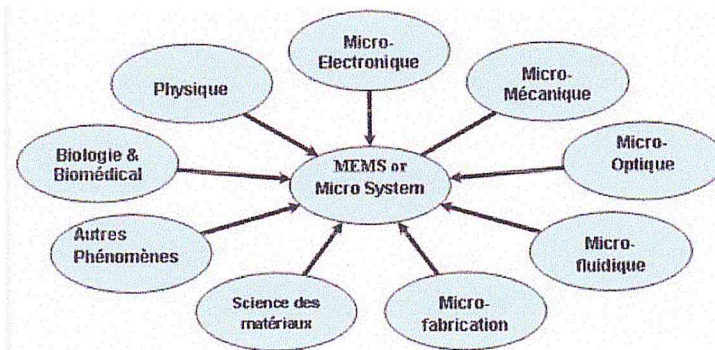 Micro-
Electronique
Physique
Micro-
Mécanique
Biologie &
Biomédical
MEMS or
Micro System
Micro-
Optique
Autres
Phénomènes
Micro-
fluidique
Science des
matériaux
Micro-
fabrication